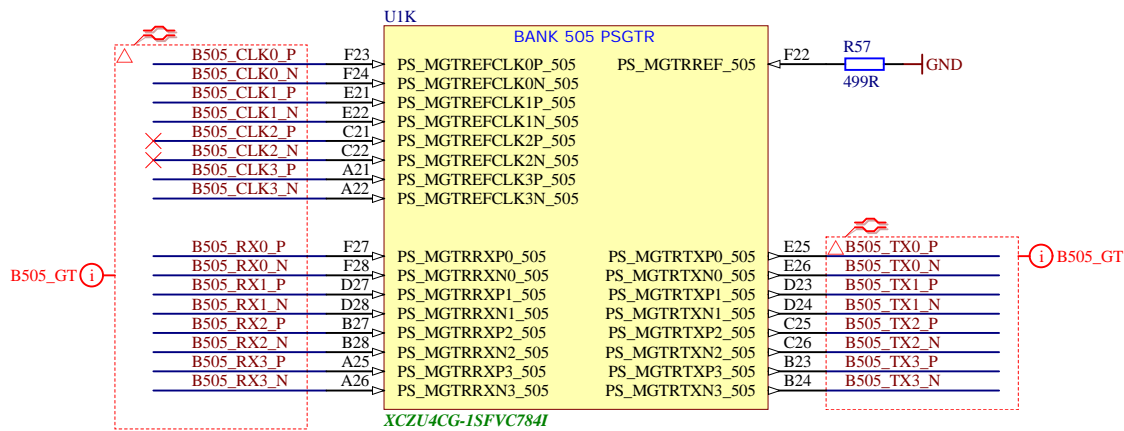 U1K
BANK 505 PSGTR
B505_CLK0_P F23 PS_MGTREFCLK0P_505 PS_MGTRREF_505 F22 R57 499R GND
B505_CLK0_N F24 PS_MGTREFCLK0N_505
B505_CLK1_P E21 PS_MGTREFCLK1P_505
B505_CLK1_N E22 PS_MGTREFCLK1N_505
B505_CLK2_P C21 PS_MGTREFCLK2P_505
B505_CLK2_N C22 PS_MGTREFCLK2N_505
B505_CLK3_P A21 PS_MGTREFCLK3P_505
B505_CLK3_N A22 PS_MGTREFCLK3N_505
B505_RX0_P F27 PS_MGTRRXP0_505 PS_MGTRTXP0_505 E25 B505_TX0_P
B505_GT i B505_RX0_N F28 PS_MGTRRXN0_505 PS_MGTRTXN0_505 E26 B505_TX0_N i B505_GT
B505_RX1_P D27 PS_MGTRRXP1_505 PS_MGTRTXP1_505 D23 B505_TX1_P
B505_RX1_N D28 PS_MGTRRXN1_505 PS_MGTRTXN1_505 D24 B505_TX1_N
B505_RX2_P B27 PS_MGTRRXP2_505 PS_MGTRTXP2_505 C25 B505_TX2_P
B505_RX2_N B28 PS_MGTRRXN2_505 PS_MGTRTXN2_505 C26 B505_TX2_N
B505_RX3_P A25 PS_MGTRRXP3_505 PS_MGTRTXP3_505 B23 B505_TX3_P
B505_RX3_N A26 PS_MGTRRXN3_505 PS_MGTRTXN3_505 B24 B505_TX3_N
XCZU4CG-1SFVC784I